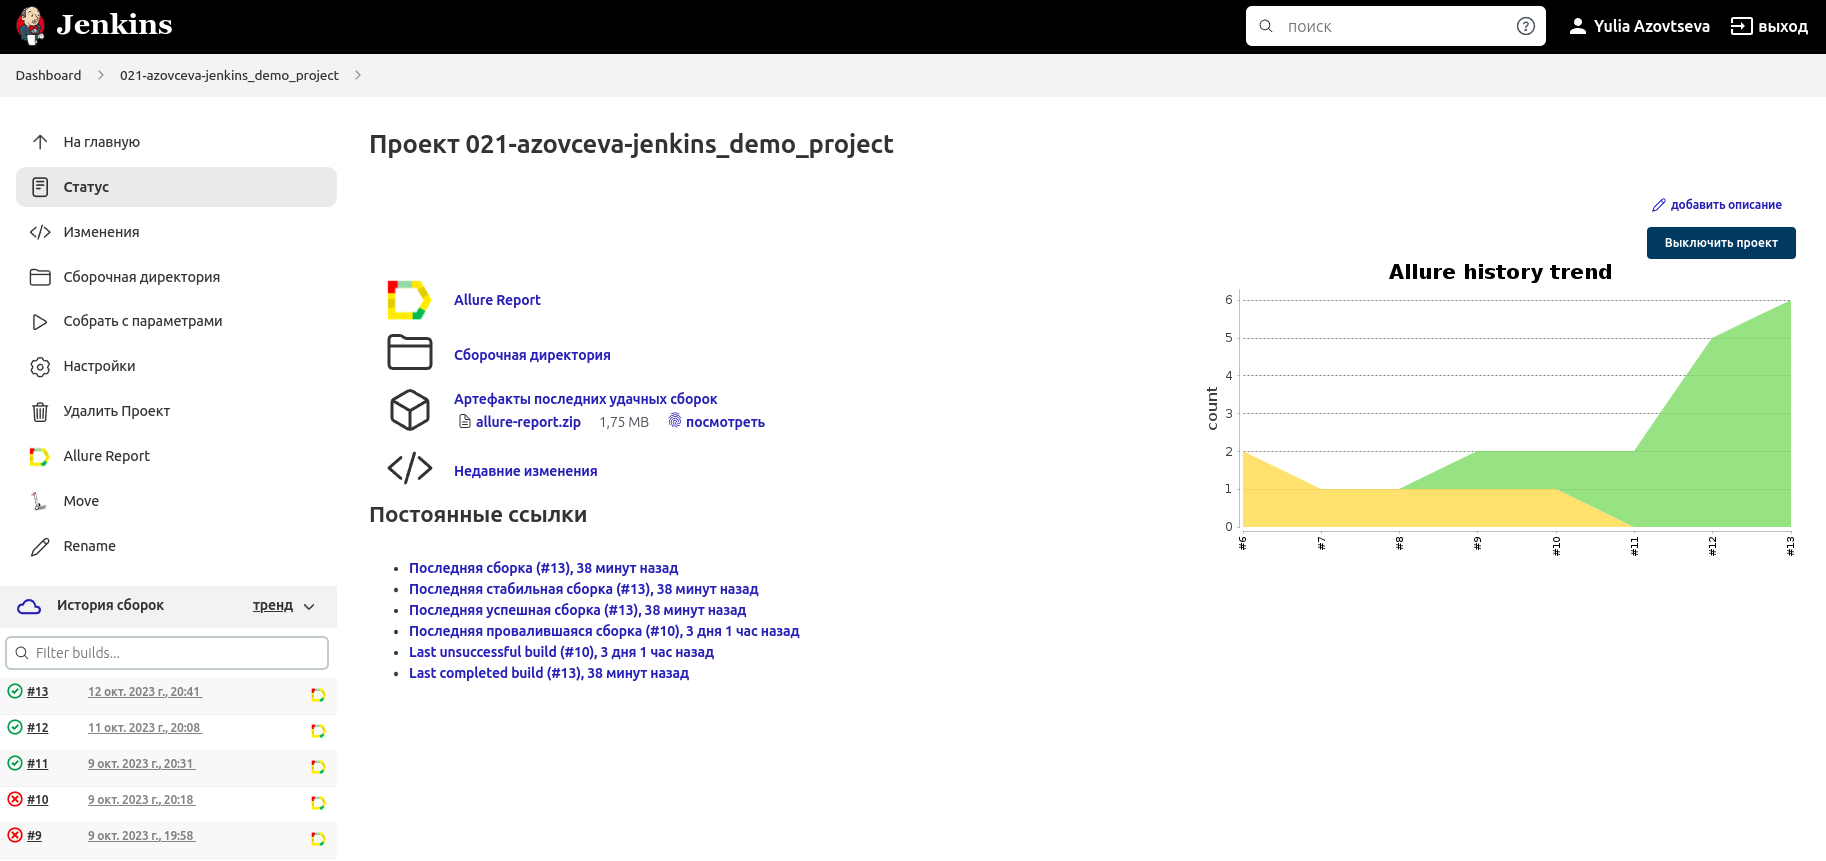 Jenkins
поиск
Yulia Azovtseva
выход
Dashboard
021-azovceva-jenkins_demo_project
На главную
Статус
Изменения
Сборочная директория
Собрать с параметрами
Настройки
Удалить Проект
Allure Report
Move
Rename
История сборок
тренд
Filter builds...
#13 12 окт. 2023 г., 20:41
#12 11 окт. 2023 г., 20:08
#11 9 окт. 2023 г., 20:31
#10 9 окт. 2023 г., 20:18
#9 9 окт. 2023 г., 19:58
Проект 021-azovceva-jenkins_demo_project
добавить описание
Выключить проект
Allure Report
Сборочная директория
Артефакты последних удачных сборок
allure-report.zip 1,75 MB посмотреть
Недавние изменения
Постоянные ссылки
Последняя сборка (#13), 38 минут назад
Последняя стабильная сборка (#13), 38 минут назад
Последняя успешная сборка (#13), 38 минут назад
Последняя провалившаяся сборка (#10), 3 дня 1 час назад
Last unsuccessful build (#10), 3 дня 1 час назад
Last completed build (#13), 38 минут назад
Allure history trend
6
5
4
3
2
1
0
count
#6 #7 #8 #9 #10 #11 #12 #13